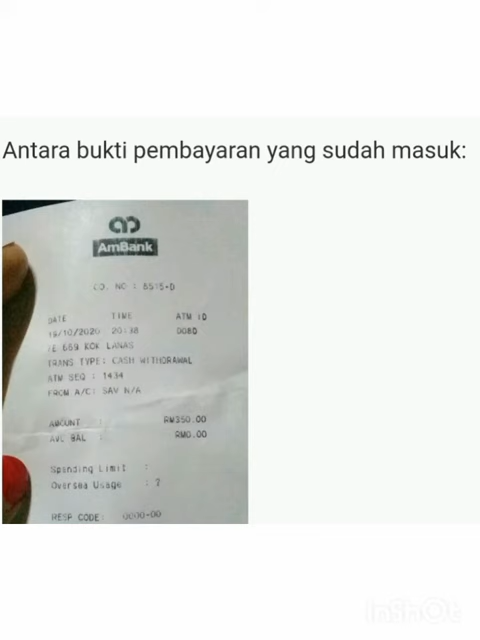 Antara bukti pembayaran yang sudah masuk:
AmBank
CO. NO : 8515-D
DATE TIME ATM ID
19/10/2020 20:38
PE 669 KOK LANAS
TRANS TYPE: CASH WITHDRAWAL
ATM SEQ : 1434
FROM A/C: SAV N/A
AMOUNT : RM350.00
AVL BAL : RM0.00
Spending Limit :
Oversea Usage : ?
RESP CODE: 0000-00
InShOt